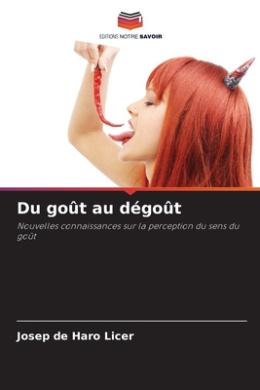 EDITIONS NOTRE SAVOIR
Du goût au dégoût
Nouvelles connaissances sur la perception du sens du
goût
Josep de Haro Licer